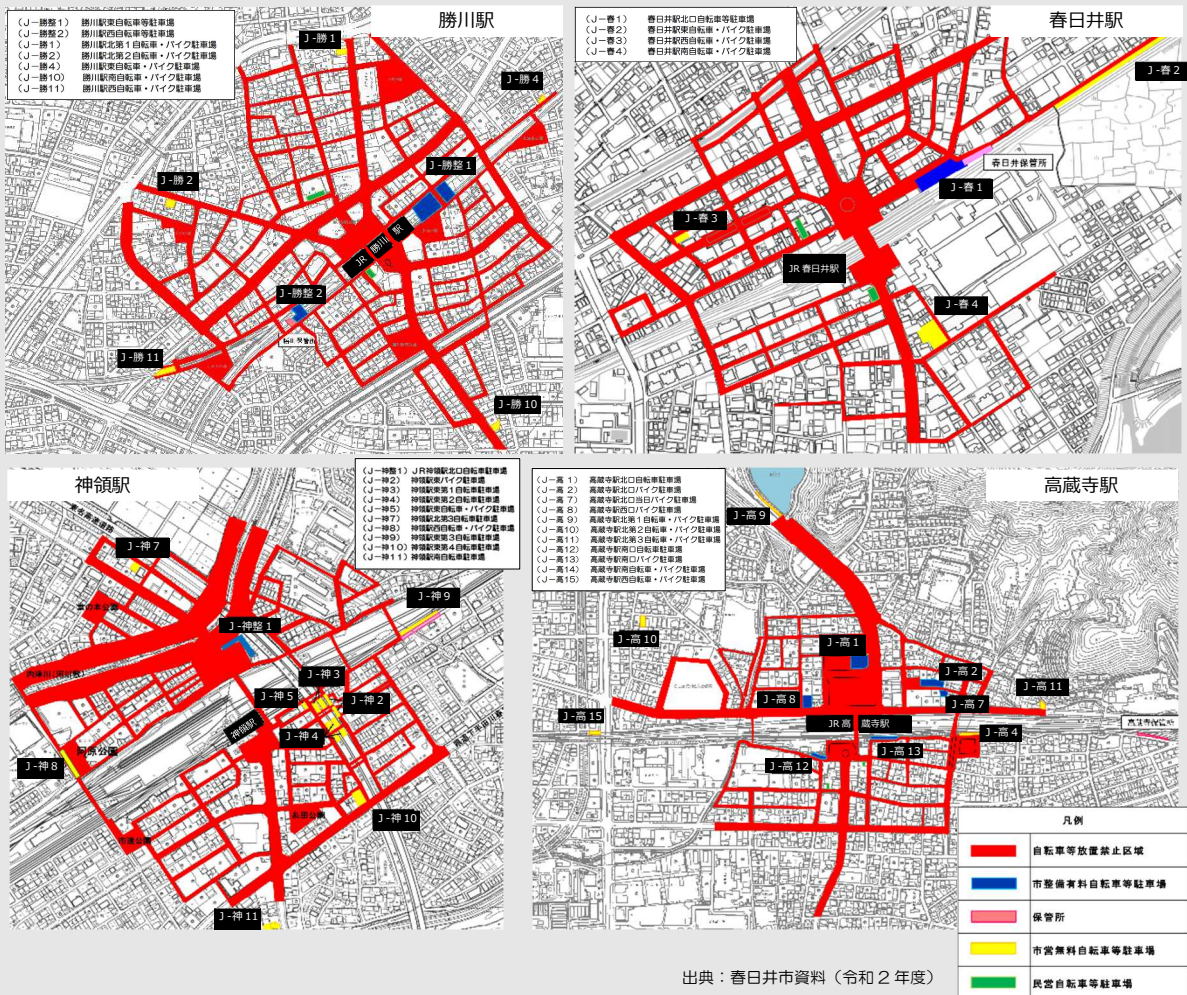 勝川駅
(J－勝整1) 勝川駅東自転車等駐車場
(J－勝整2) 勝川駅西自転車等駐車場
(J－勝1) 勝川駅北第1自転車・バイク駐車場
(J－勝2) 勝川駅北第2自転車・バイク駐車場
(J－勝4) 勝川駅東自転車・バイク駐車場
(J－勝10) 勝川駅南自転車・バイク駐車場
(J－勝11) 勝川駅西自転車・バイク駐車場
J-勝1
J-勝4
J-勝整1
J-勝2
JR 勝川 駅
J-勝整2
J-勝11
J-勝10
春日井駅
(J－春1) 春日井駅北口自転車等駐車場
(J－春2) 春日井駅東自転車・バイク駐車場
(J－春3) 春日井駅西自転車・バイク駐車場
(J－春4) 春日井駅南自転車・バイク駐車場
J-春2
春日井保管所
J-春1
J-春3
JR春日井駅
J-春4
神領駅
(J－神整1) JR神領駅北口自転車駐車場
(J－神2) 神領駅東バイク駐車場
(J－神3) 神領駅東第1自転車駐車場
(J－神4) 神領駅東第2自転車駐車場
(J－神5) 神領駅東自転車・バイク駐車場
(J－神7) 神領駅北第3自転車駐車場
(J－神8) 神領駅西自転車・バイク駐車場
(J－神9) 神領駅東第3自転車駐車場
(J－神10) 神領駅東第4自転車駐車場
(J－神11) 神領駅南自転車駐車場
J-神7
J-神9
J-神整1
J-神3
J-神5
J-神2
神領駅
J-神4
J-神8
J-神10
J-神11
高蔵寺駅
(J－高 1) 高蔵寺駅北口自転車駐車場
(J－高 2) 高蔵寺駅北口バイク駐車場
(J－高 7) 高蔵寺駅北口当日バイク駐車場
(J－高 8) 高蔵寺駅西口バイク駐車場
(J－高 9) 高蔵寺駅北第1自転車・バイク駐車場
(J－高10) 高蔵寺駅北第2自転車・バイク駐車場
(J－高11) 高蔵寺駅北第3自転車・バイク駐車場
(J－高12) 高蔵寺駅南口自転車駐車場
(J－高13) 高蔵寺駅南口バイク駐車場
(J－高14) 高蔵寺駅南自転車・バイク駐車場
(J－高15) 高蔵寺駅西自転車・バイク駐車場
J-高9
J-高10
J-高1
J-高2
J-高11
J-高8
J-高7
J-高15
JR高 蔵寺駅
高蔵寺保管所
J-高4
J-高13
J-高12
凡例
自転車等放置禁止区域
市整備有料自転車等駐車場
保管所
市営無料自転車等駐車場
民営自転車等駐車場
出典：春日井市資料（令和2年度）